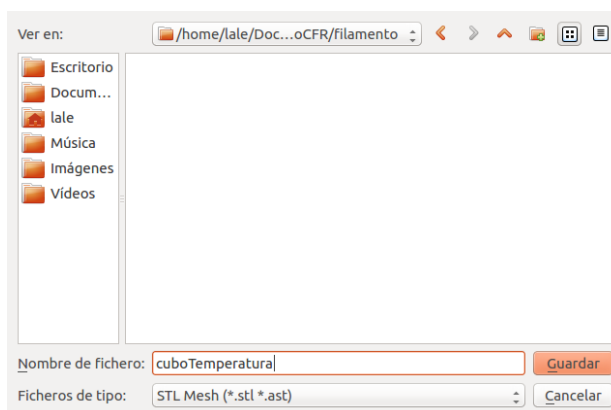 Ver en: /home/lale/Doc...oCFR/filamento
Escritorio
Docum...
lale
Música
Imágenes
Vídeos
Nombre de fichero: cuboTemperatura Guardar
Ficheros de tipo: STL Mesh (*.stl *.ast) Cancelar